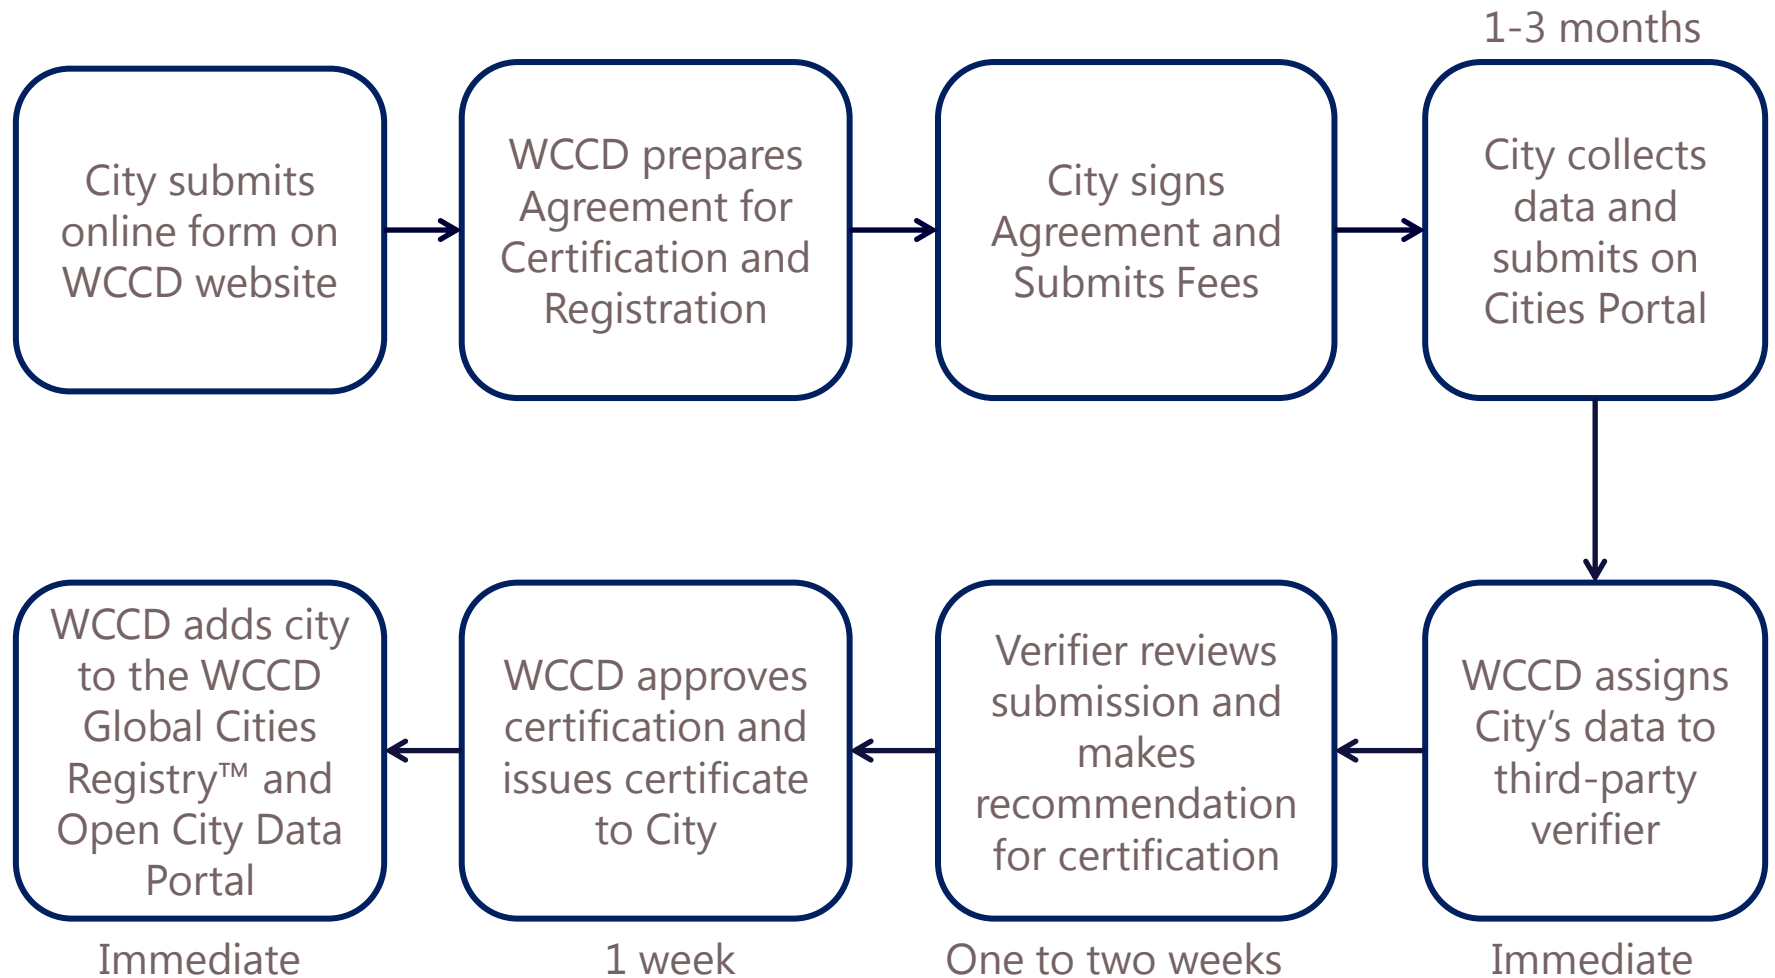 1-3 months
City submits
online form on
WCCD website
WCCD prepares
Agreement for
Certification and
Registration
City signs
Agreement and
Submits Fees
City collects
data and
submits on
Cities Portal
WCCD assigns
City’s data to
third-party
verifier
Immediate
Verifier reviews
submission and
makes
recommendation
for certification
One to two weeks
WCCD approves
certification and
issues certificate
to City
1 week
WCCD adds city
to the WCCD
Global Cities
Registry™ and
Open City Data
Portal
Immediate